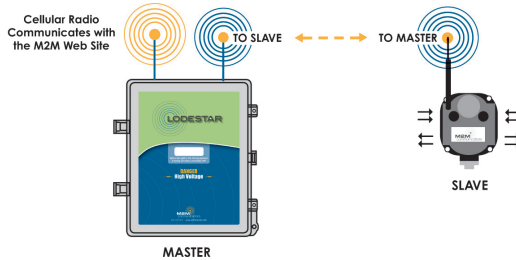 Cellular Radio
Communicates with
the M2M Web Site
TO SLAVE
TO MASTER
LODESTAR
DANGER
High Voltage
M2M
M2M
SLAVE
MASTER